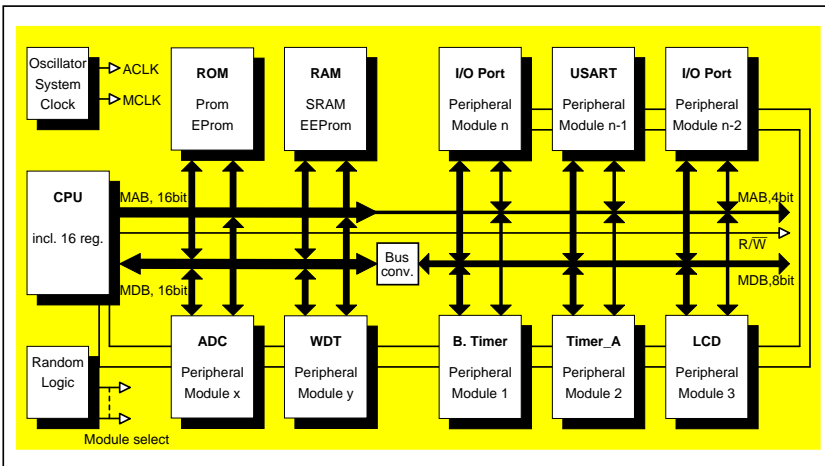 Oscillator
System
Clock
ACLK
MCLK
ROM
Prom
EProm
RAM
SRAM
EEProm
I/O Port
Peripheral
Module n
USART
Peripheral
Module n-1
I/O Port
Peripheral
Module n-2
CPU
incl. 16 reg.
MAB, 16bit
MAB,4bit
R/W̅
Bus
conv.
MDB, 16bit
MDB,8bit
Random
Logic
Module select
ADC
Peripheral
Module x
WDT
Peripheral
Module y
B. Timer
Peripheral
Module 1
Timer_A
Peripheral
Module 2
LCD
Peripheral
Module 3